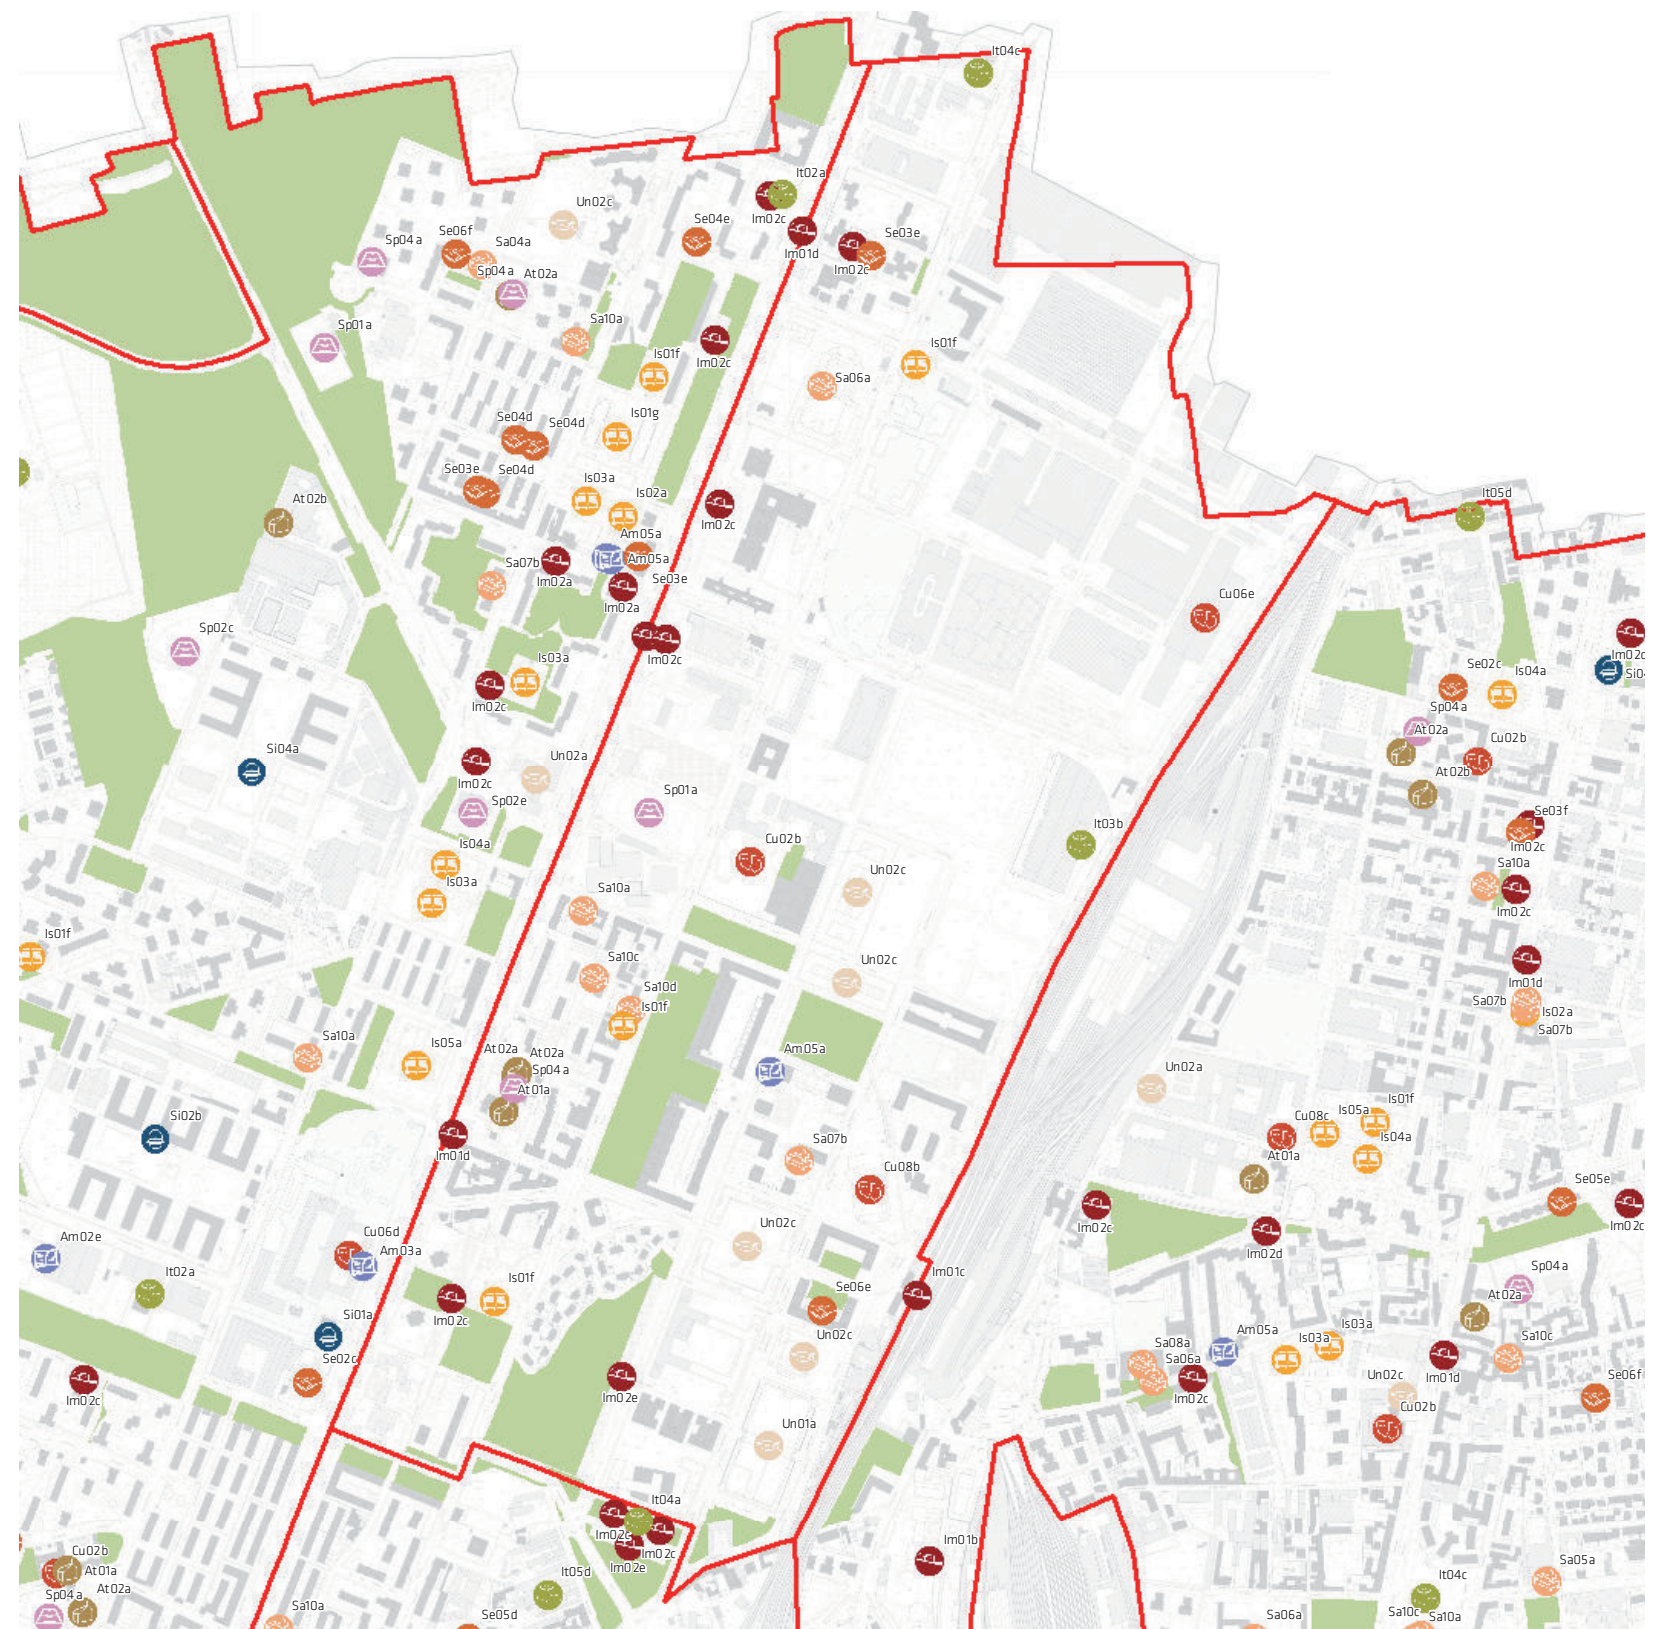 It04c
It02a
Im02c
Un02c
Se04e
Se06f
Sa04a
Sp04a
Im01d
Se03e
Im02c
Sp04a
At02a
Sp01a
Sa10a
Is01f
Im02c
Is01f
Sa06a
Se04d
Se04d
Is01g
Se03e
Se04d
Is03a
Is02a
At02b
Im02c
It05d
Am05a
Sa07b
Im02a
Am05a
Se03e
Im02a
Cu06e
Sp02c
Im02c
Is03a
Im02c
Im02c
Si04
Se02c
Is04a
Sp04a
At02a
Cu02b
At02b
Si04a
Im02c
Un02a
Sp02e
Sp01a
It03b
Se03f
Im02c
Is04a
Cu02b
Is03a
Un02c
Sa10a
Sa10a
Im02c
Is01f
Sa10c
Un02c
Im01d
Sa10d
Is01f
Sa07b
Is02a
Sa07b
Sa10a
Is05a
At02a
At02a
Sp04a
At01a
Am05a
Un02a
Si02b
Im01d
Cu08c
Is05a
Is01f
Is04a
Sa07b
Cu08b
At01a
Im02c
Se05e
Im02c
Im02d
Am02e
Cu06d
Am03a
Un02c
It02a
Is01f
Im02c
Im01c
Se06e
Sp04a
At02a
Si01a
Se02c
Un02c
Am05a
Is03a
Is03a
Sa08a
Sa06a
Im02c
Im01d
Sa10c
Im02c
Im02e
Un02c
Cu02b
Se06f
Un01a
It04a
Im02c
Im02c
Im02e
Im01b
Cu02b
At01a
At02a
Sp04a
It05d
Sa05a
It04c
Sa10a
Se05d
Sa06a
Sa10c
Sa10a